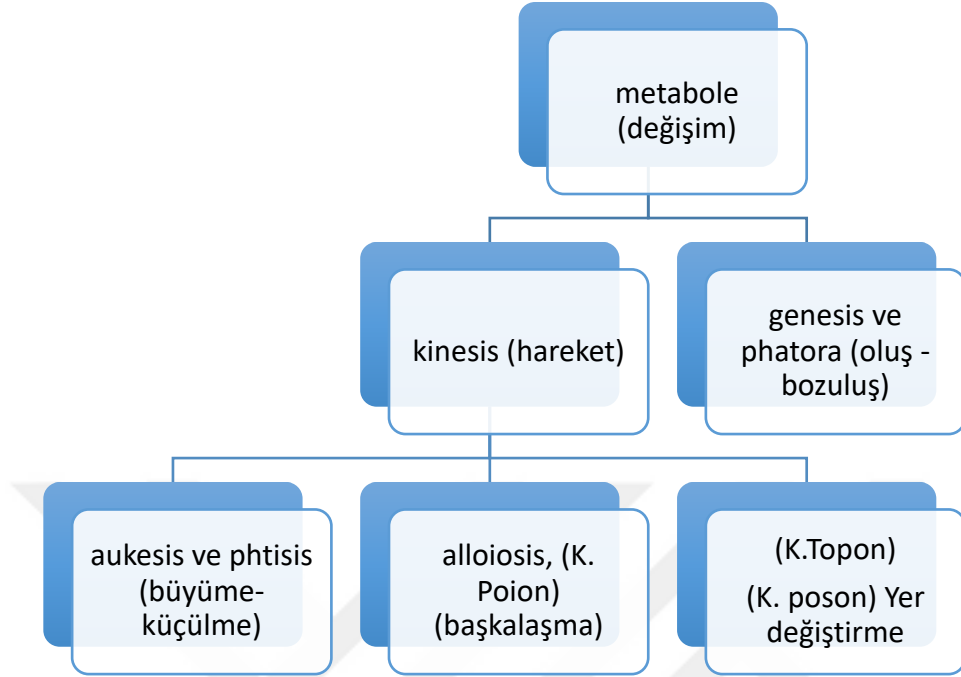 metabole
(değişim)
kinesis (hareket)
genesis ve
phatora (oluş -
bozuluş)
aukesis ve phtisis
(büyüme-
küçülme)
alloiosis, (K.
Poion)
(başkalaşma)
(K.Topon)
(K. poson) Yer
değiştirme